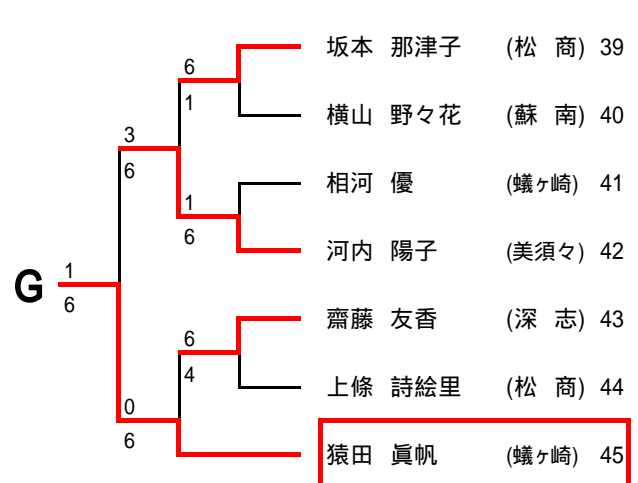 坂本 那津子 (松 商) 39
6
1
横山 野々花 (蘇 南) 40
3
6
相河 優 (蟻ヶ崎) 41
1
6
河内 陽子 (美須々) 42
G
1
6
齋藤 友香 (深 志) 43
6
4
上條 詩絵里 (松 商) 44
0
6
猿田 眞帆 (蟻ヶ崎) 45